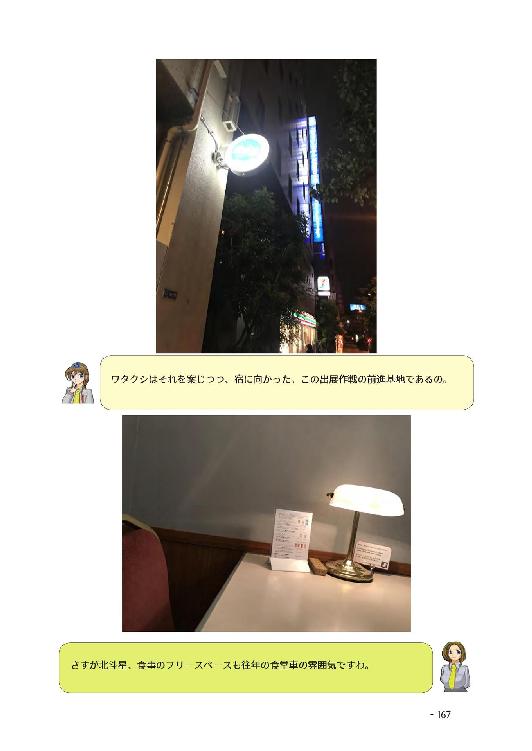 ワタクシはそれを案じつつ、宿に向かった、この出展作戦の前進基地であるの。
さすが北斗星、食事のフリースペースも往年の食堂車の雰囲気ですわ。
- 167